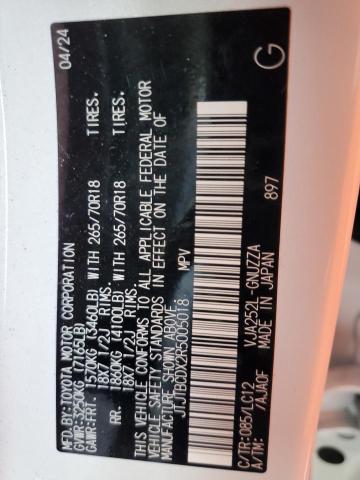 MFD.BY:TOYOTA MOTOR CORPORATION 04/24
GVWR:3250KG (7165LB)
GAWR:FRT. 1570KG (3460LB) WITH 265/70R18 TIRES.
18X7 1/2J RIMS.
RR. 1860KG (4100LB) WITH 265/70R18 TIRES.
18X7 1/2J RIMS.
THIS VEHICLE CONFORMS TO ALL APPLICABLE FEDERAL MOTOR
VEHICLE SAFETY STANDARDS IN EFFECT ON THE DATE OF
MANUFACTURE SHOWN ABOVE.
JTJTBCDX2R5005018 MPV
C/TR:085/LC12 VJA252L-GNUZZA
A/TM: /AJA0F MADE IN JAPAN
897
G